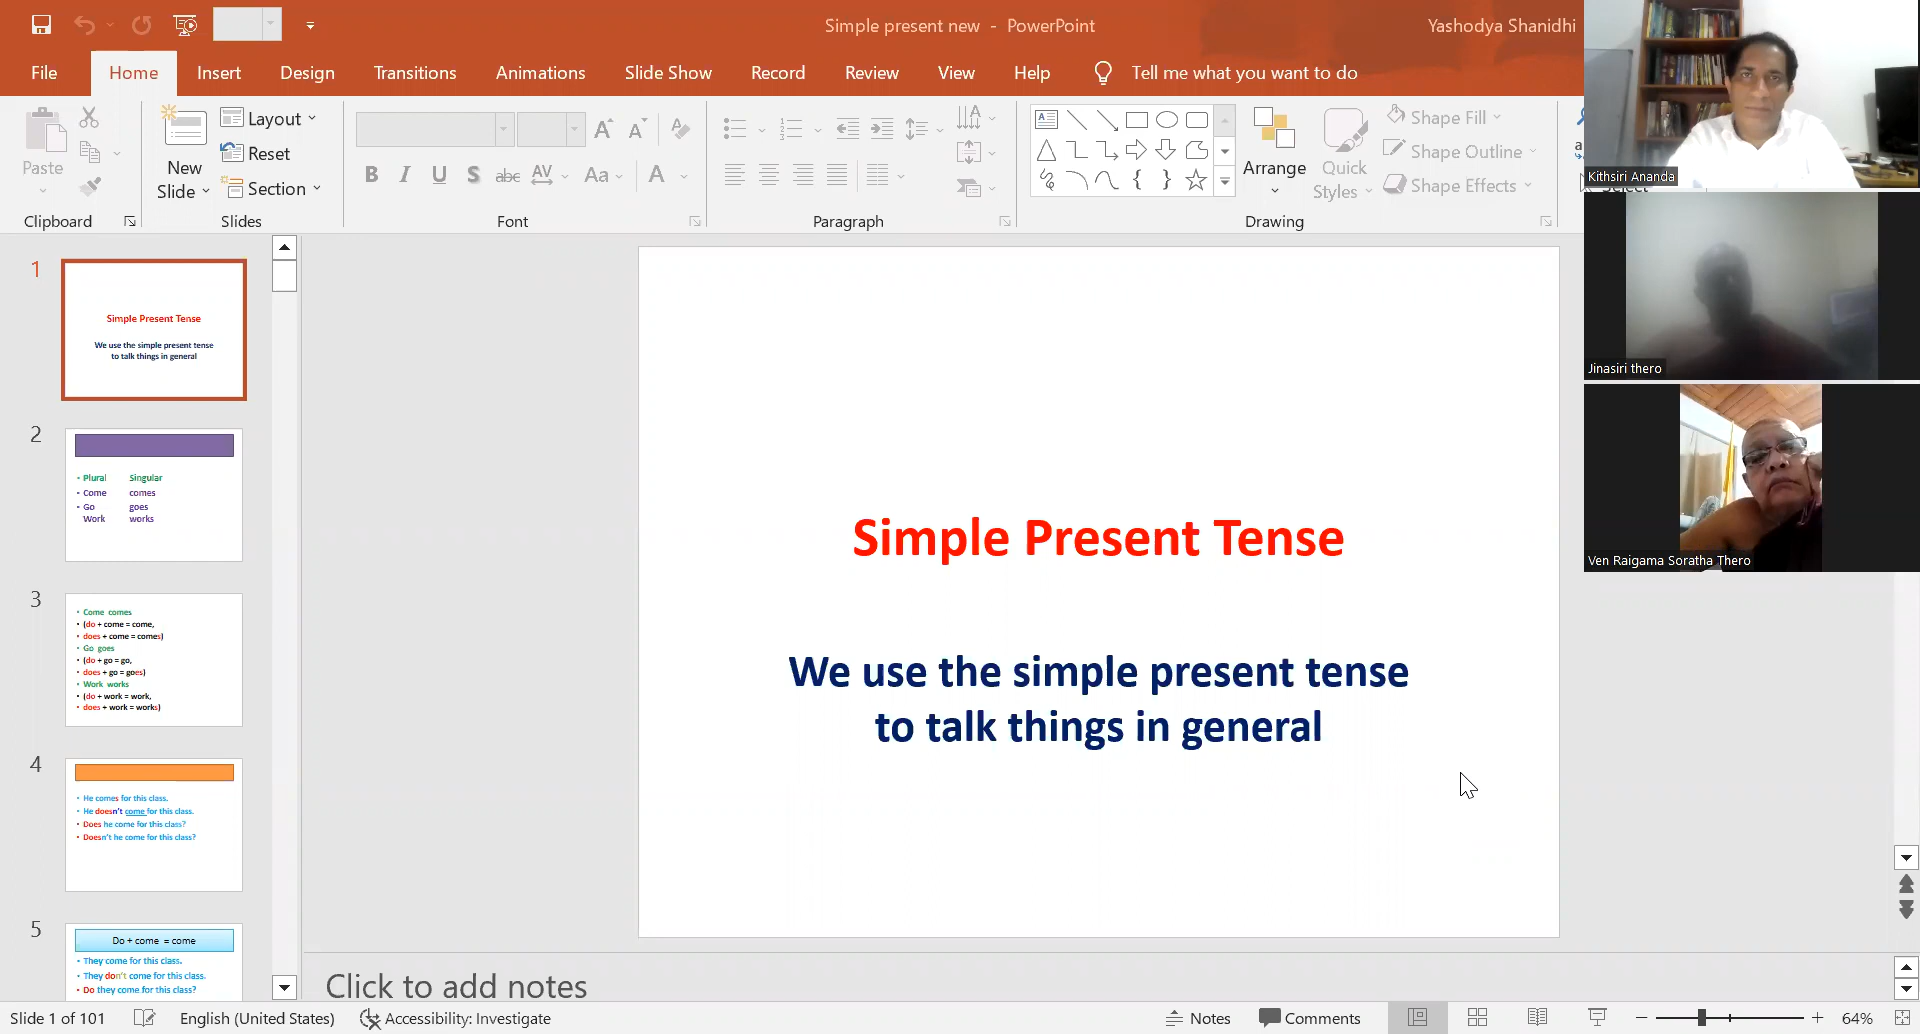 Simple present new - PowerPoint
Yashodya Shanidhi
File Home Insert Design Transitions Animations Slide Show Record Review View Help Tell me what you want to do
Paste
New
Slide
Layout
Reset
Section
B I U S abc AV Aa A
Arrange
Quick
Styles
Shape Fill
Shape Outline
Shape Effects
Select
Clipboard Slides Font Paragraph Drawing
Kithsiri Ananda
Jinasiri thero
Ven Raigama Soratha Thero
1
Simple Present Tense
We use the simple present tense
to talk things in general
2
• Plural Singular
• Come comes
• Go goes
Work works
3
• Come comes
• (do + come = come,
• does + come = comes)
• Go goes
• (do + go = go,
• does + go = goes)
• Work works
• (do + work = work,
• does + work = works)
4
• He comes for this class.
• He doesn't come for this class.
• Does he come for this class?
• Doesn't he come for this class?
5
Do + come = come
• They come for this class.
• They don't come for this class.
• Do they come for this class?
Simple Present Tense
We use the simple present tense
to talk things in general
Click to add notes
Slide 1 of 101 English (United States) Accessibility: Investigate Notes Comments 64%